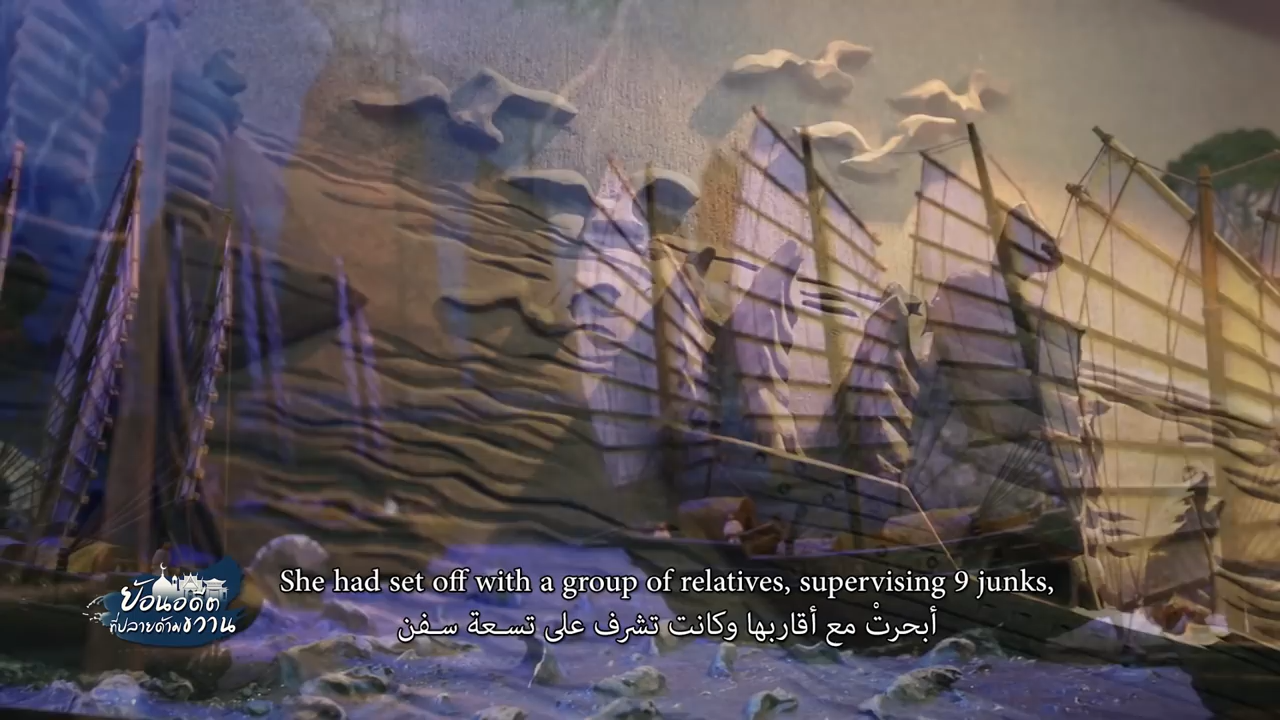 She had set off with a group of relatives, supervising 9 junks,
أبحرتْ مع أقاربها وكانت تشرف على تسعة سفن
ย้อนอดีต
ที่ปลายด้ามขวาน